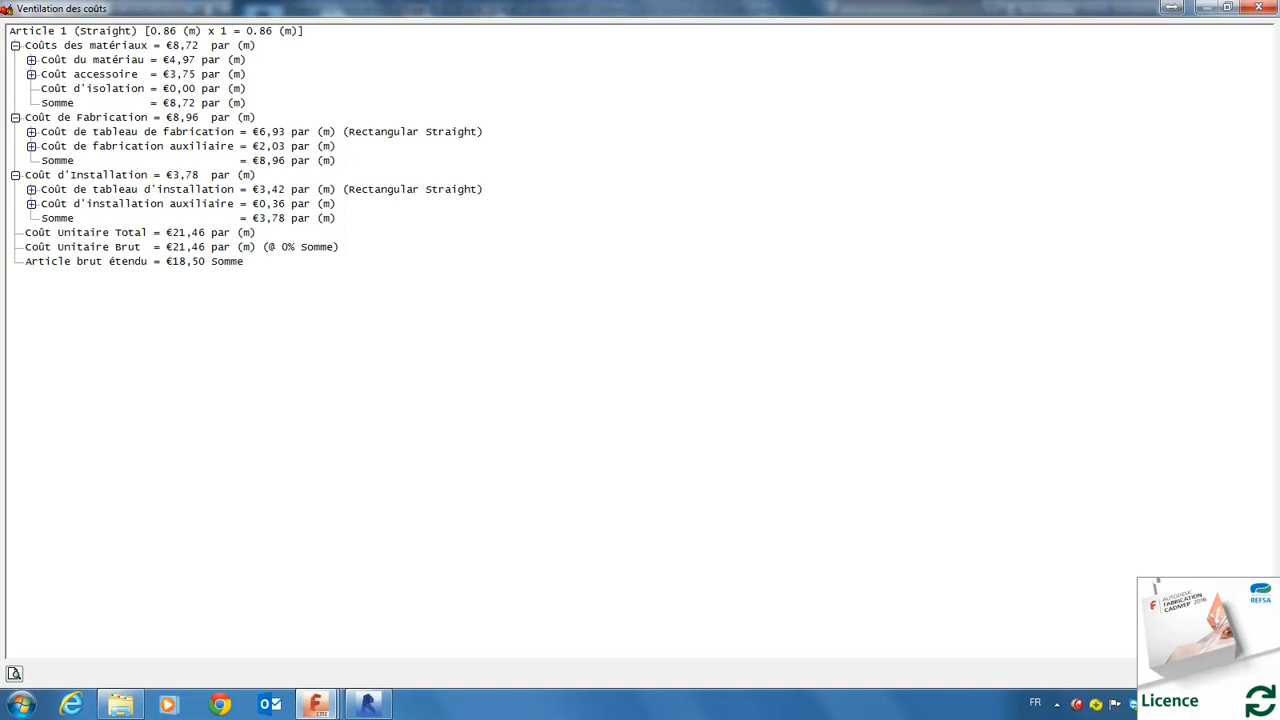 Ventilation des coûts
Article 1 (Straight) [0.86 (m) x 1 = 0.86 (m)]
Coûts des matériaux = €8,72 par (m)
Coût du matériau = €4,97 par (m)
Coût accessoire = €3,75 par (m)
Coût d'isolation = €0,00 par (m)
Somme = €8,72 par (m)
Coût de Fabrication = €8,96 par (m)
Coût de tableau de fabrication = €6,93 par (m) (Rectangular Straight)
Coût de fabrication auxiliaire = €2,03 par (m)
Somme = €8,96 par (m)
Coût d'Installation = €3,78 par (m)
Coût de tableau d'installation = €3,42 par (m) (Rectangular Straight)
Coût d'installation auxiliaire = €0,36 par (m)
Somme = €3,78 par (m)
Coût Unitaire Total = €21,46 par (m)
Coût Unitaire Brut = €21,46 par (m) (@ 0% Somme)
Article brut étendu = €18,50 Somme
AUTODESK
FABRICATION
CADMEP 2016
REFSA
Licence
FR